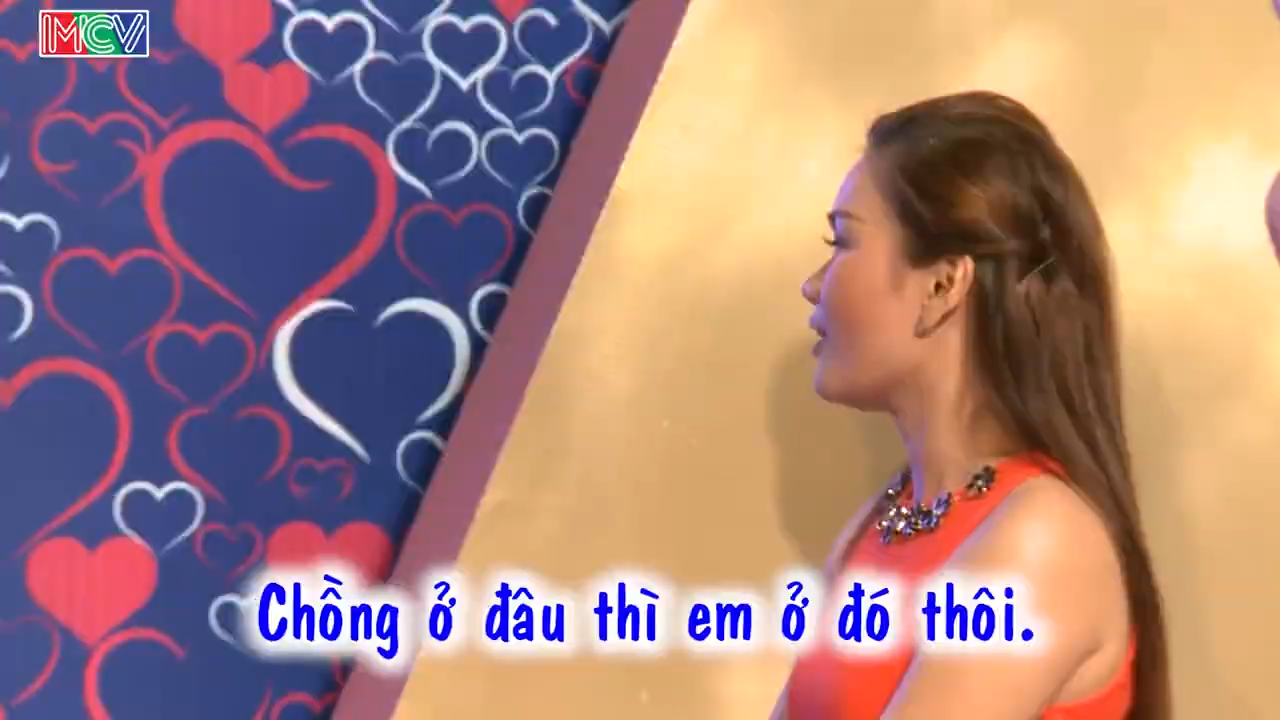 MCV
Chồng ở đâu thì em ở đó thôi.